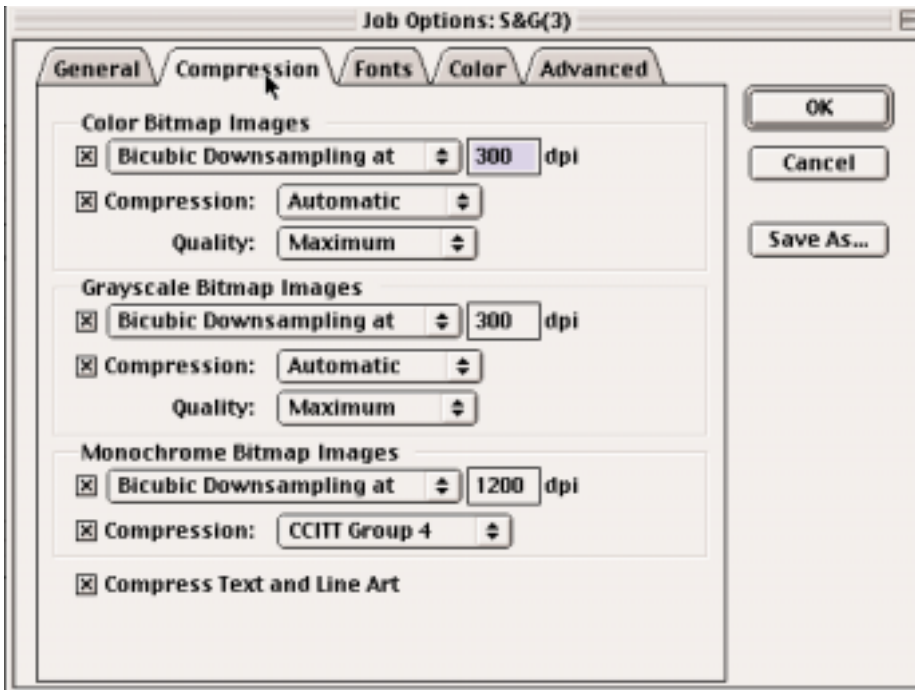 Job Options: S&G(3)
General Compression Fonts Color Advanced
OK
Cancel
Save As...
Color Bitmap Images
Bicubic Downsampling at 300 dpi
Compression: Automatic
Quality: Maximum
Grayscale Bitmap Images
Bicubic Downsampling at 300 dpi
Compression: Automatic
Quality: Maximum
Monochrome Bitmap Images
Bicubic Downsampling at 1200 dpi
Compression: CCITT Group 4
Compress Text and Line Art